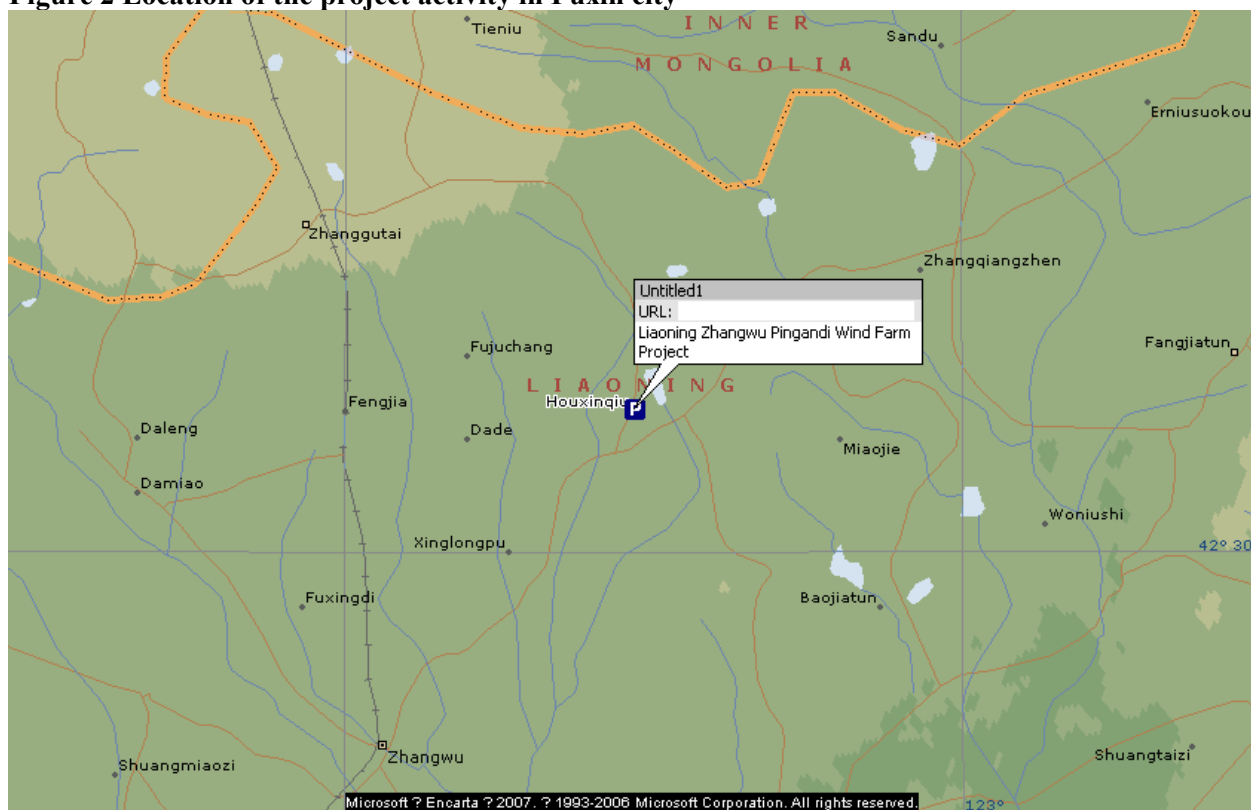 Figure 2 Location of the project activity in Fuxin city
INNER
MONGOLIA
Tieniu
Sandu
Erniusuokou
Zhanggutai
Zhangqiangzhen
Untitled1
URL:
Liaoning Zhangwu Pingandi Wind Farm
Project
Fujuchang
Fangjiatun
LIAONING
Houxinqiu
P
Fengjia
Daleng
Dade
Miaojie
Damiao
Woniushi
Xinglongpu
42° 30
Fuxingdi
Baojiatun
Zhangwu
Shuangmiaozi
Shuangtaizi
Microsoft ? Encarta ? 2007. ? 1993-2006 Microsoft Corporation. All rights reserved.
123°